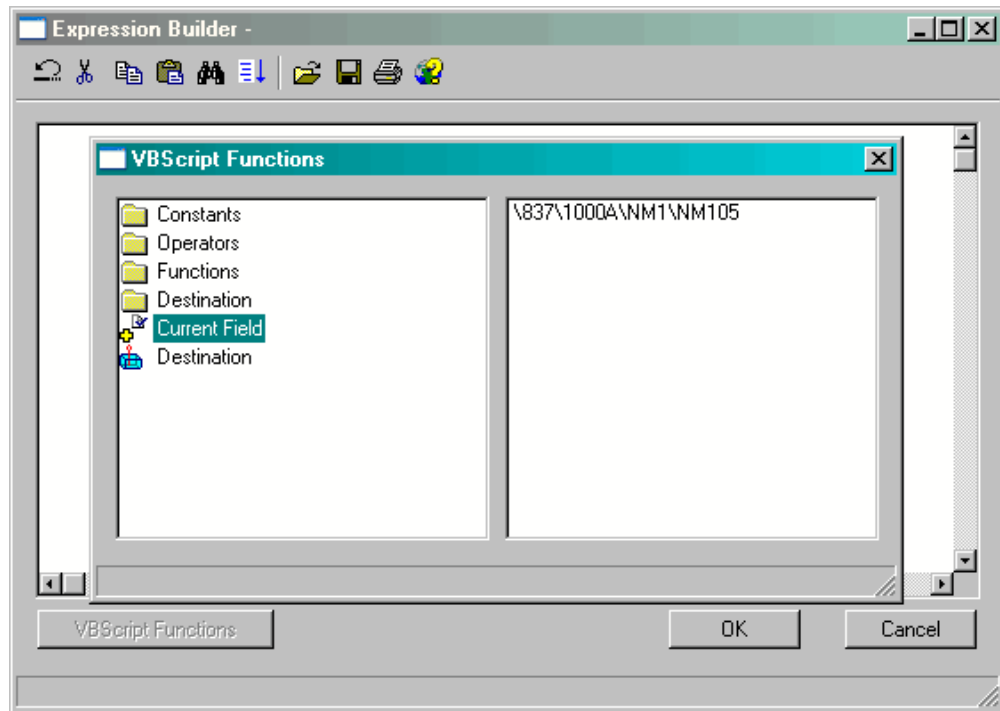 Expression Builder -
VBScript Functions
Constants
Operators
Functions
Destination
Current Field
Destination
\837\1000A\NM1\NM105
VBScript Functions
OK
Cancel